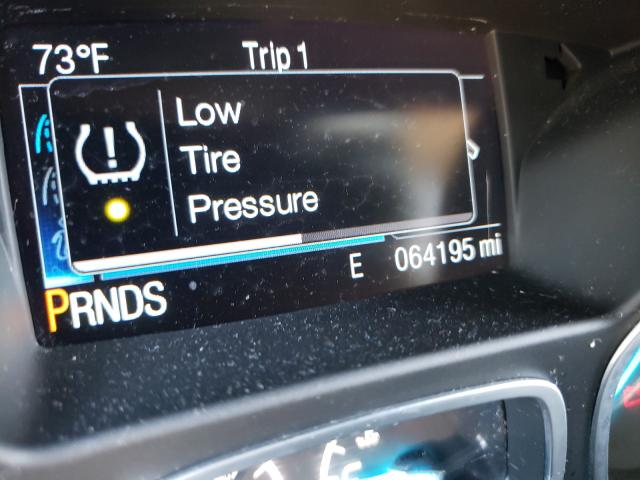 73°F Trip 1
Low
Tire
Pressure
E 064195 mi
PRNDS